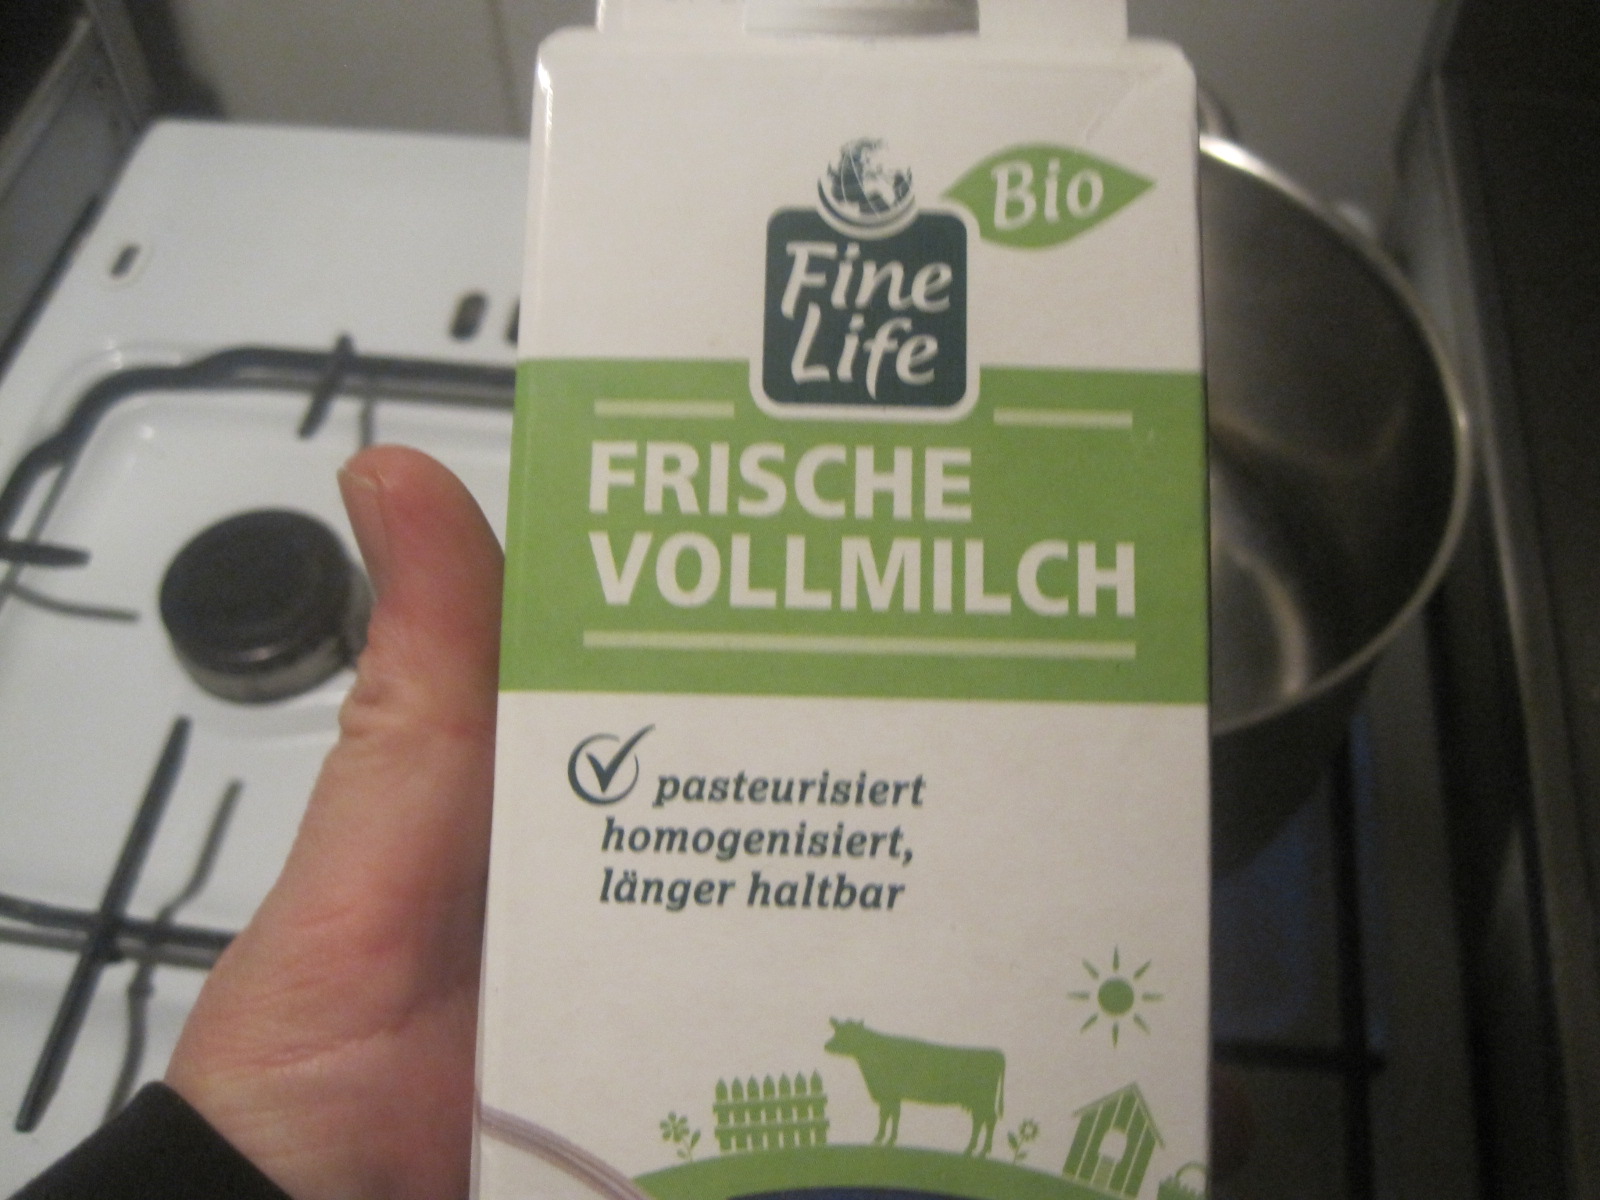 Bio
Fine
Life
FRISCHE
VOLLMILCH
pasteurisiert
homogenisiert,
länger haltbar